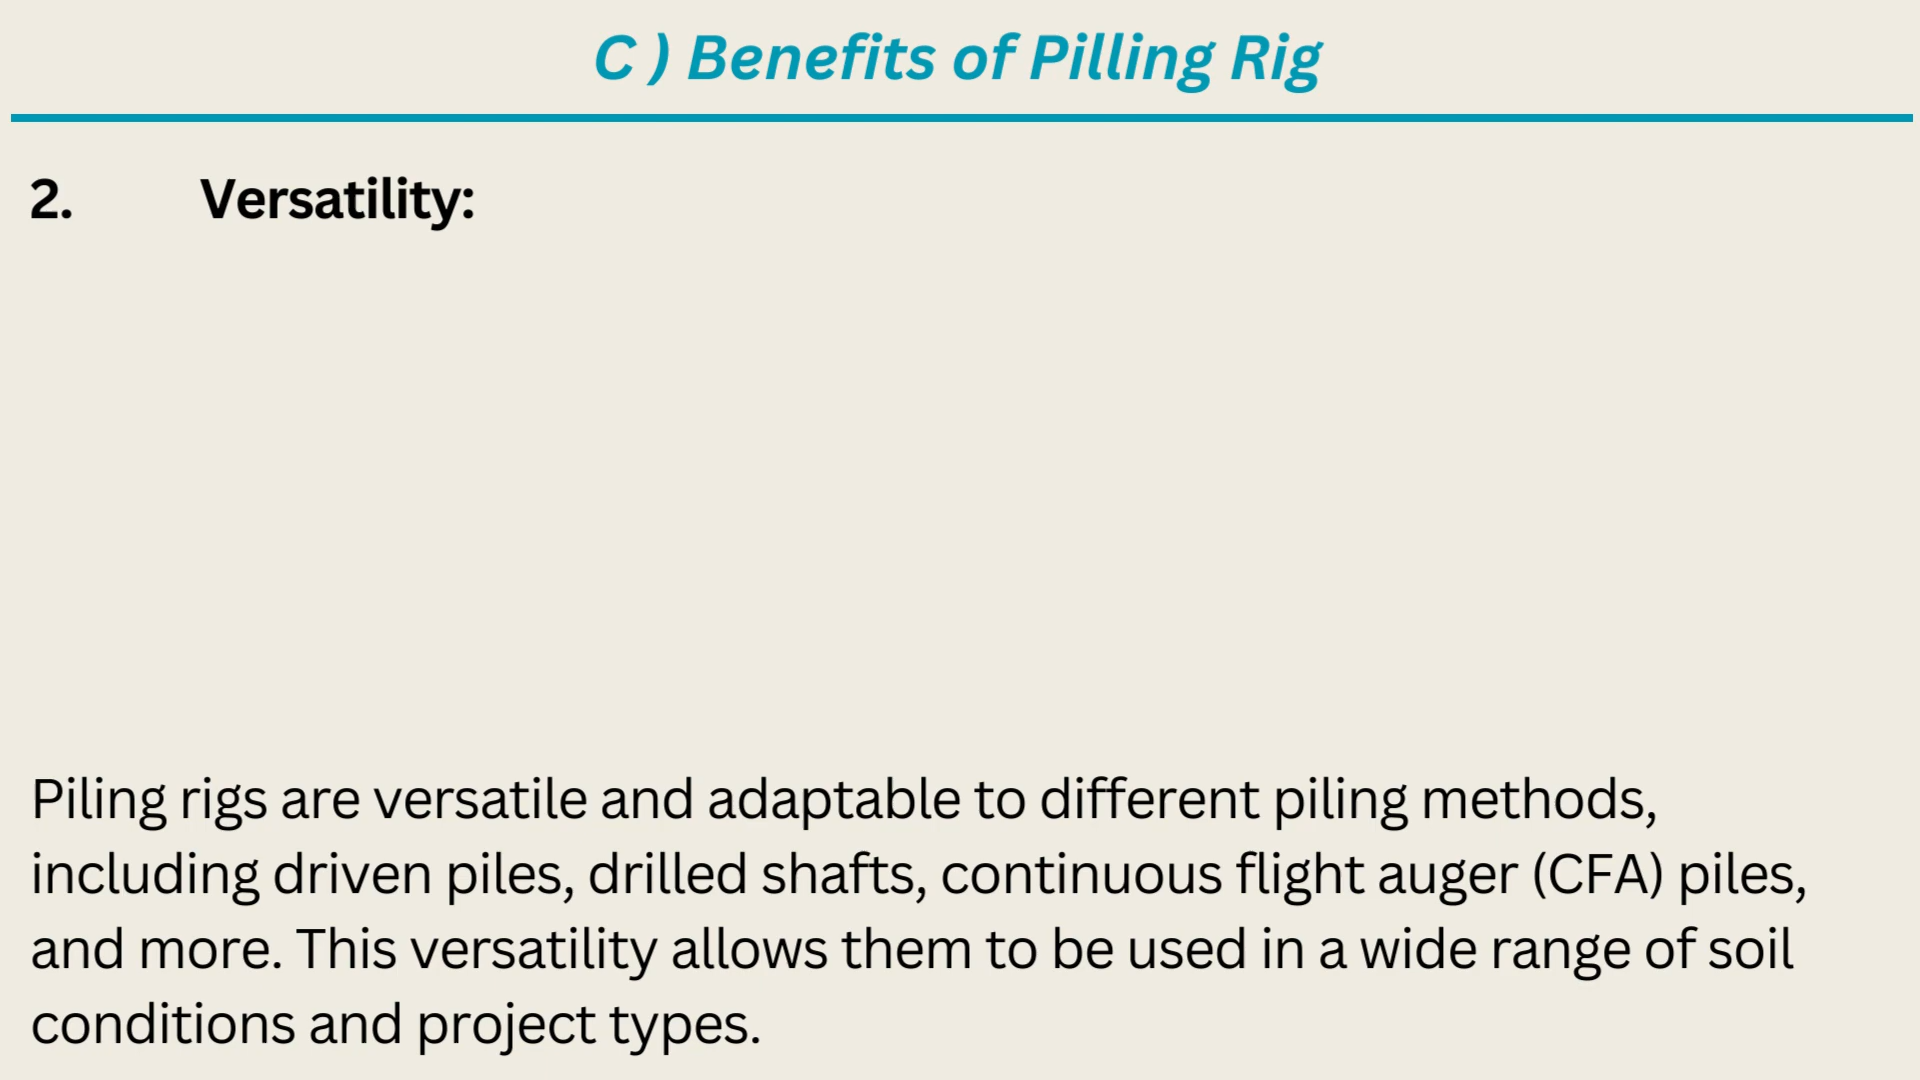 C ) Benefits of Pilling Rig
2. Versatility:
Piling rigs are versatile and adaptable to different piling methods,
including driven piles, drilled shafts, continuous flight auger (CFA) piles,
and more. This versatility allows them to be used in a wide range of soil
conditions and project types.